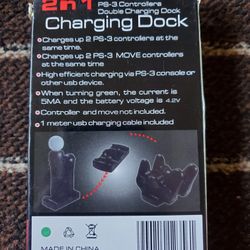 2 in 1 PS-3 Controllers
Double Charging Dock
Charging Dock
•Charges up 2 PS-3 controllers at the
same time.
•Charges up 2 PS-3 MOVE controllers
at the same time.
•High efficient charging via PS-3 console or
other usb device.
•When turning green, the current is
5MA and the battery voltage is 4.2V
•Controller and move not included.
•1 meter usb charging cable included
MADE IN CHINA